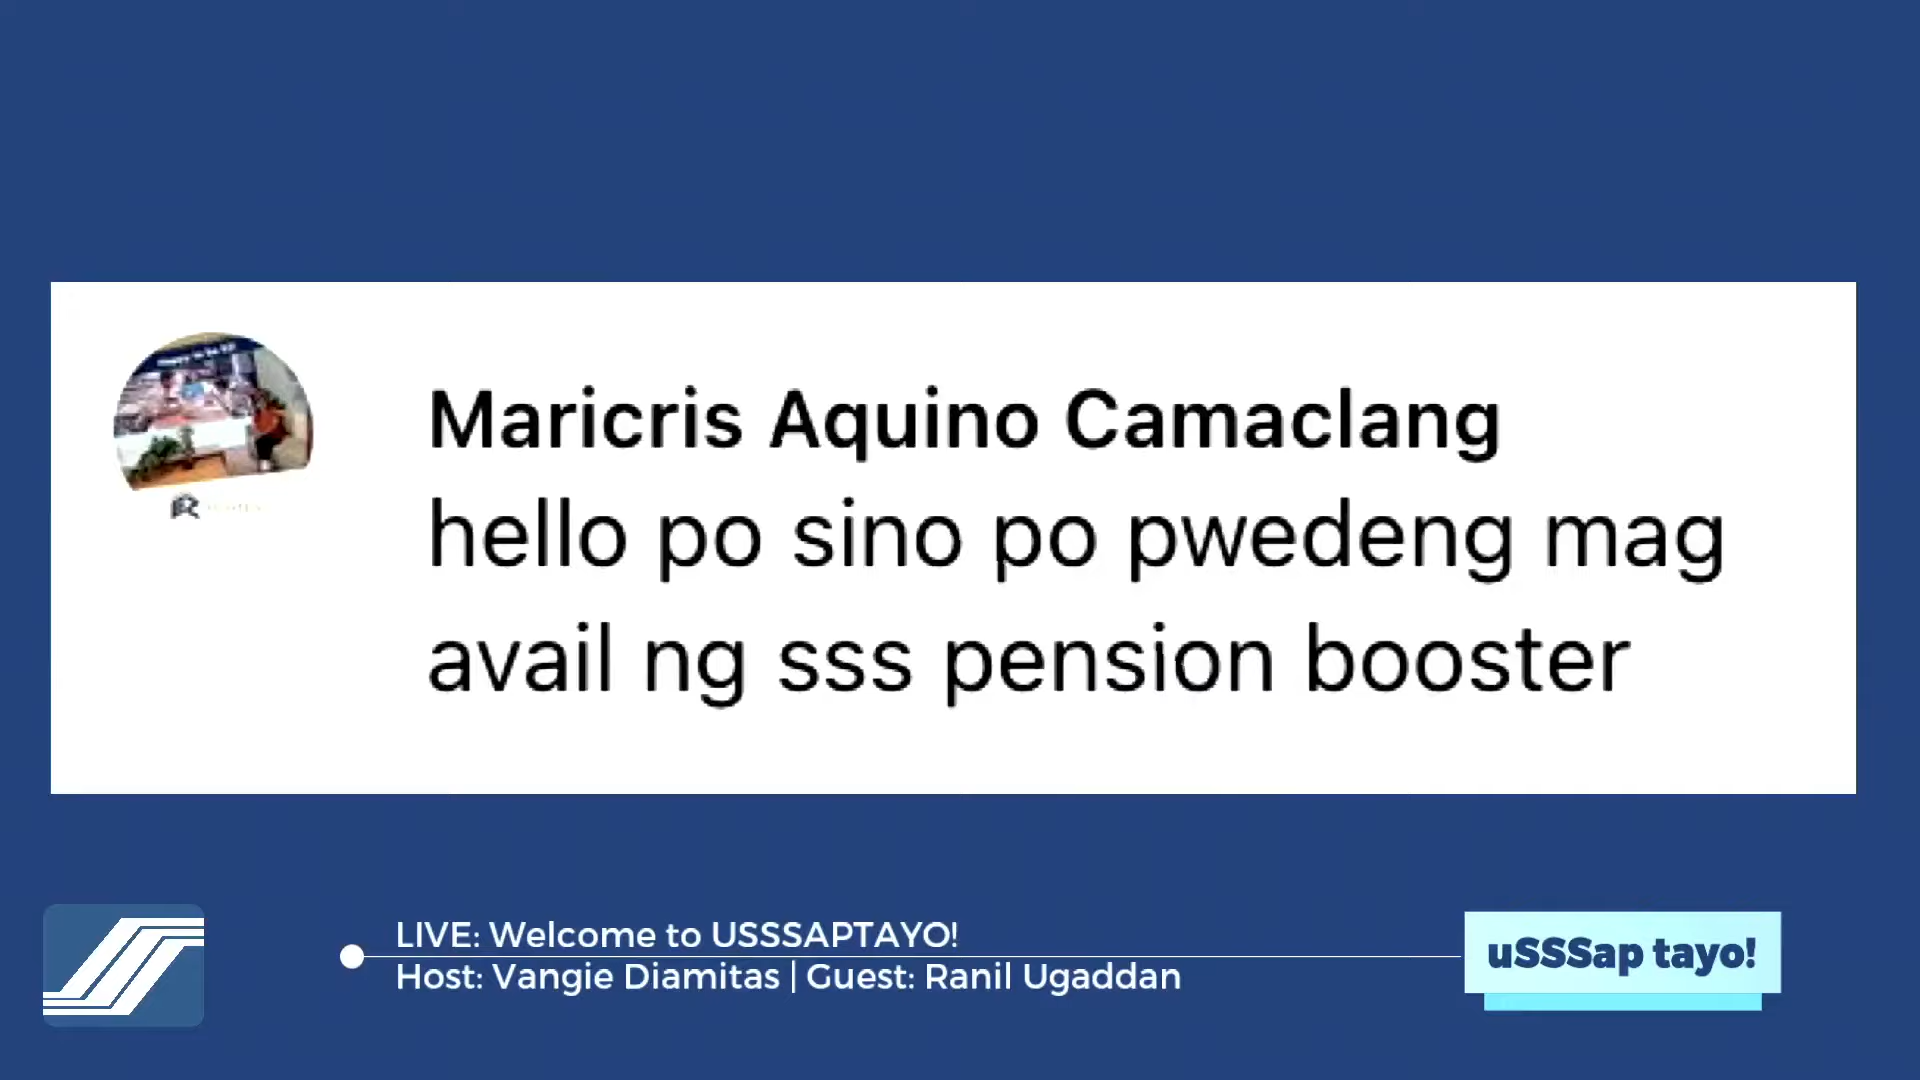 Maricris Aquino Camaclang
hello po sino po pwedeng mag
avail ng sss pension booster
LIVE: Welcome to USSSAPTAYO!
Host: Vangie Diamitas | Guest: Ranil Ugaddan
uSSSap tayo!